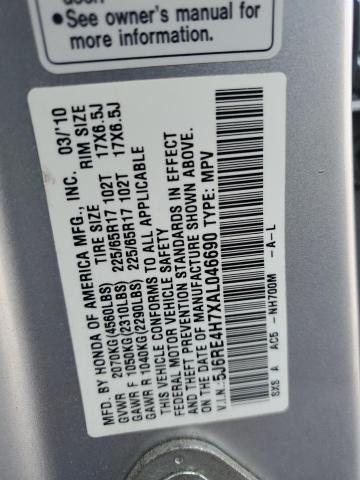 See owner's manual for
more information.
MFD. BY HONDA OF AMERICA MFG., INC. 03/'10
TIRE SIZE RIM SIZE
GVWR 2070KG(4560LBS) 225/65R17 102T 17X6.5J
GAWR F 1050KG(2310LBS) 225/65R17 102T 17X6.5J
GAWR R 1040KG(2290LBS)
THIS VEHICLE CONFORMS TO ALL APPLICABLE
FEDERAL MOTOR VEHICLE SAFETY AND THEFT
PREVENTION STANDARDS IN EFFECT ON THE DATE
OF MANUFACTURE SHOWN ABOVE.
V.I.N.:5J6RE4H7XAL046690 TYPE: MPV
SXS A AC5 - NH700M -A-L